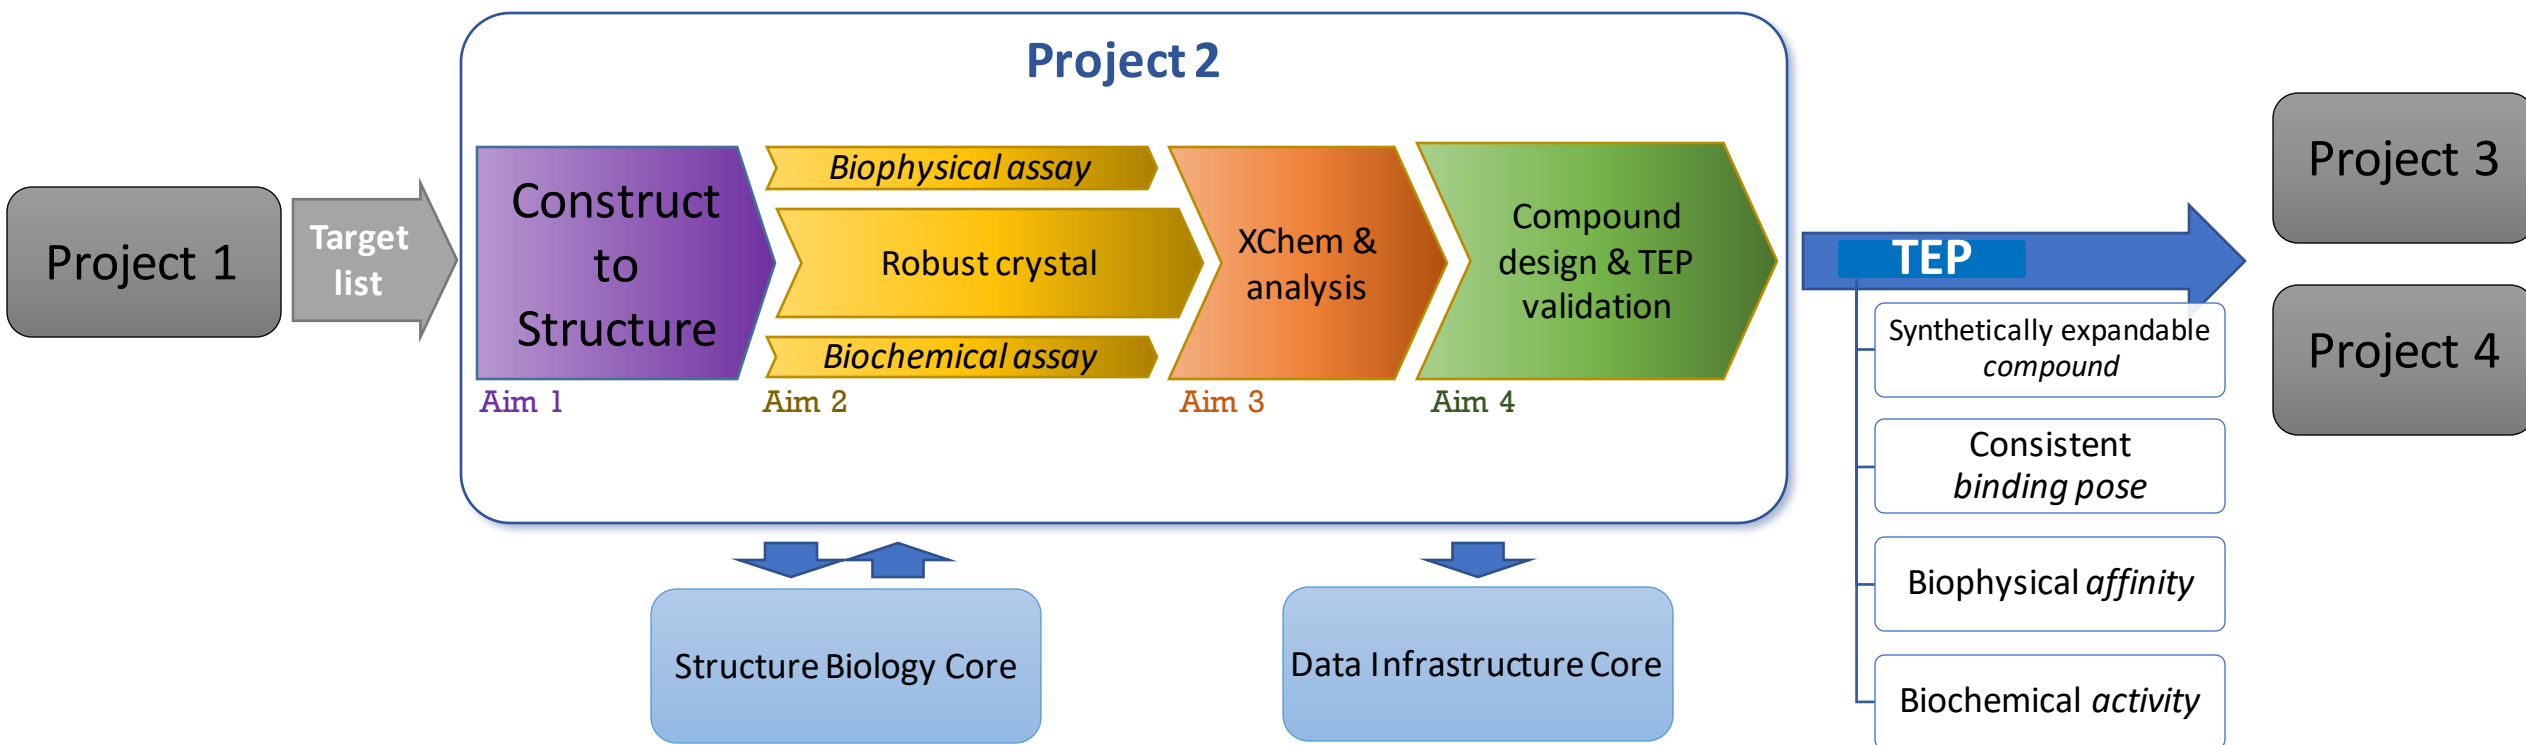 Project 2
Project 1
Target
list
Construct
to
Structure
Aim 1
Biophysical assay
Robust crystal
Biochemical assay
Aim 2
XChem &
analysis
Aim 3
Compound
design & TEP
validation
Aim 4
TEP
Synthetically expandable
compound
Consistent
binding pose
Biophysical affinity
Biochemical activity
Project 3
Project 4
Structure Biology Core
Data Infrastructure Core